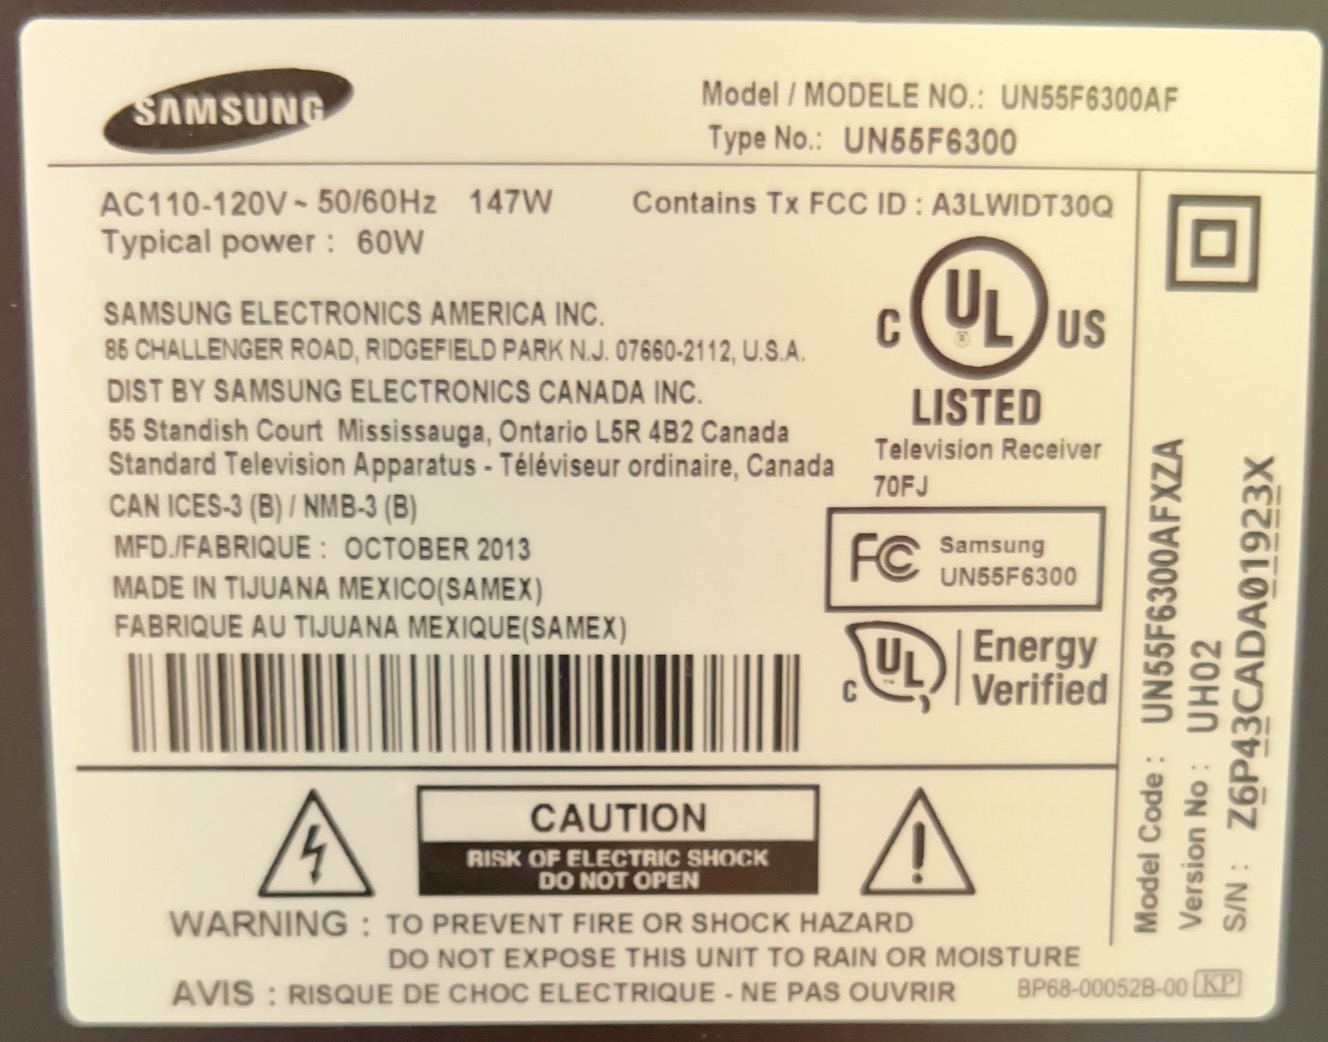 SAMSUNG
Model / MODELE NO.: UN55F6300AF
Type No.: UN55F6300
AC110-120V~ 50/60Hz 147W
Contains Tx FCC ID : A3LWIDT30Q
Typical power : 60W
SAMSUNG ELECTRONICS AMERICA INC.
85 CHALLENGER ROAD, RIDGEFIELD PARK N.J. 07660-2112, U.S.A.
DIST BY SAMSUNG ELECTRONICS CANADA INC.
55 Standish Court Mississauga, Ontario L5R 4B2 Canada
Standard Television Apparatus - Téléviseur ordinaire, Canada
CAN ICES-3 (B) / NMB-3 (B)
MFD./FABRIQUE : OCTOBER 2013
MADE IN TIJUANA MEXICO(SAMEX)
FABRIQUE AU TIJUANA MEXIQUE(SAMEX)
C UL US
®
LISTED
Television Receiver
70FJ
FC Samsung
UN55F6300
C UL ™ Energy
Verified
CAUTION
RISK OF ELECTRIC SHOCK
DO NOT OPEN
WARNING : TO PREVENT FIRE OR SHOCK HAZARD
DO NOT EXPOSE THIS UNIT TO RAIN OR MOISTURE
AVIS : RISQUE DE CHOC ELECTRIQUE - NE PAS OUVRIR
BP68-00052B-00 KP
Model Code : UN55F6300AFXZA
Version No : UH02
S/N : Z6P43CADA01923X